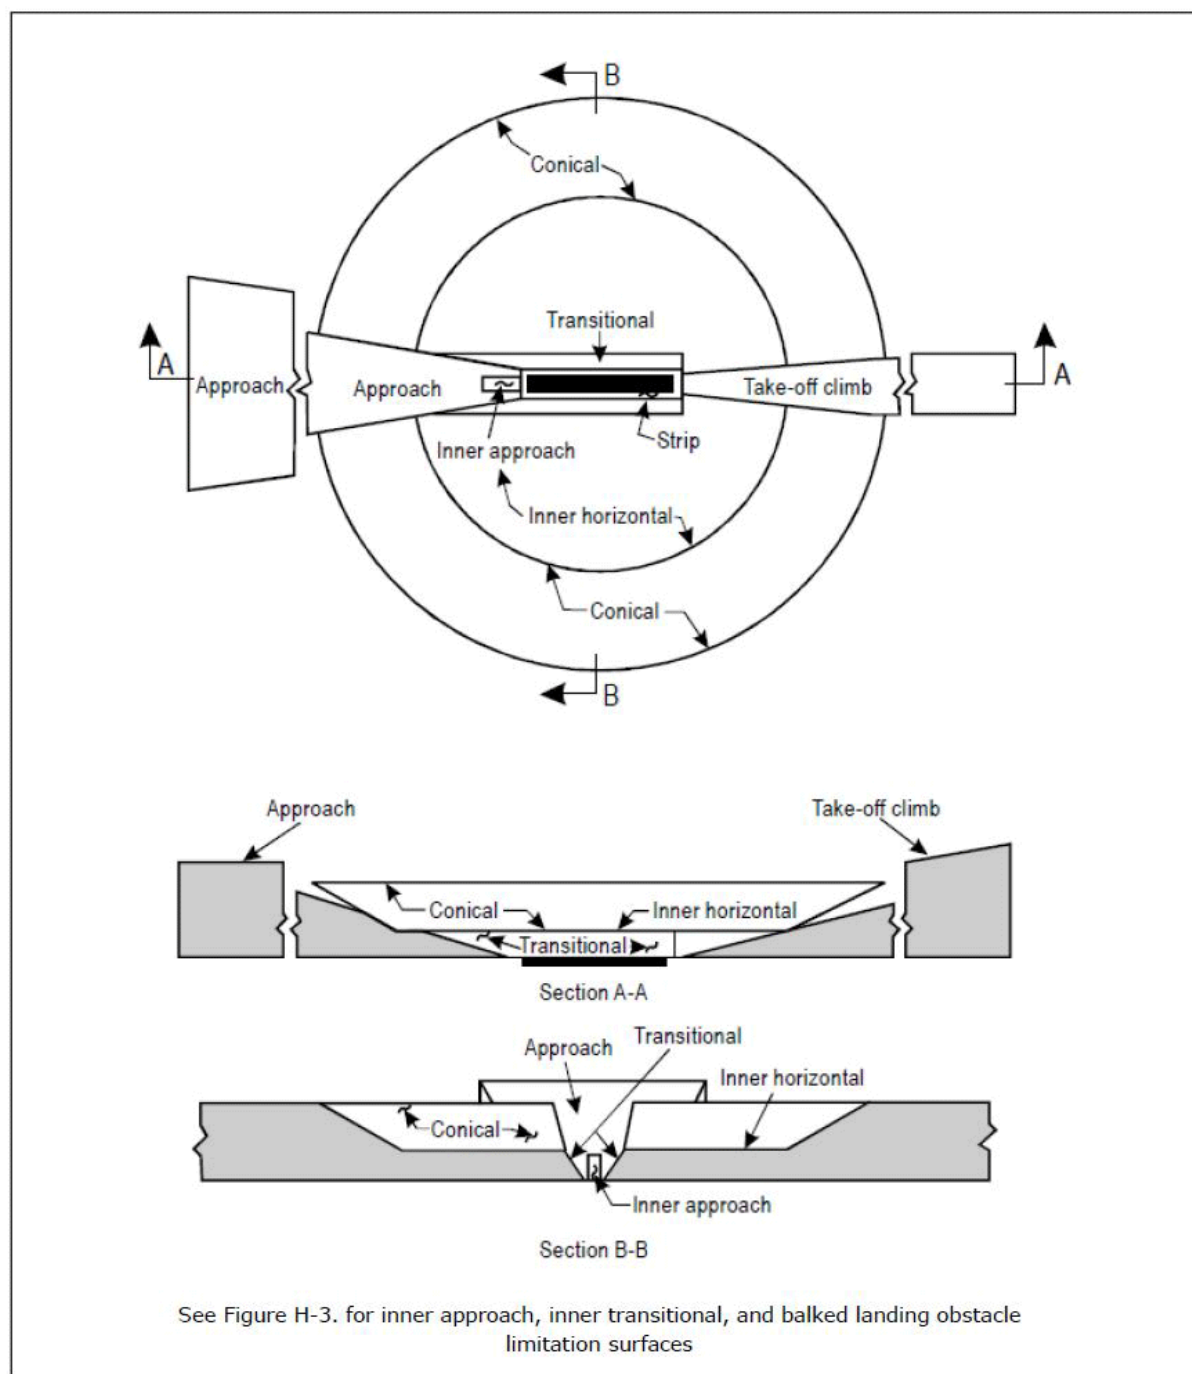 B
Conical
Transitional
A
Approach
Approach
Take-off climb
A
Inner approach
Strip
Inner horizontal
Conical
B
Approach
Take-off climb
Conical
Inner horizontal
Transitional
Section A-A
Transitional
Approach
Inner horizontal
Conical
Inner approach
Section B-B
See Figure H-3. for inner approach, inner transitional, and balked landing obstacle
limitation surfaces